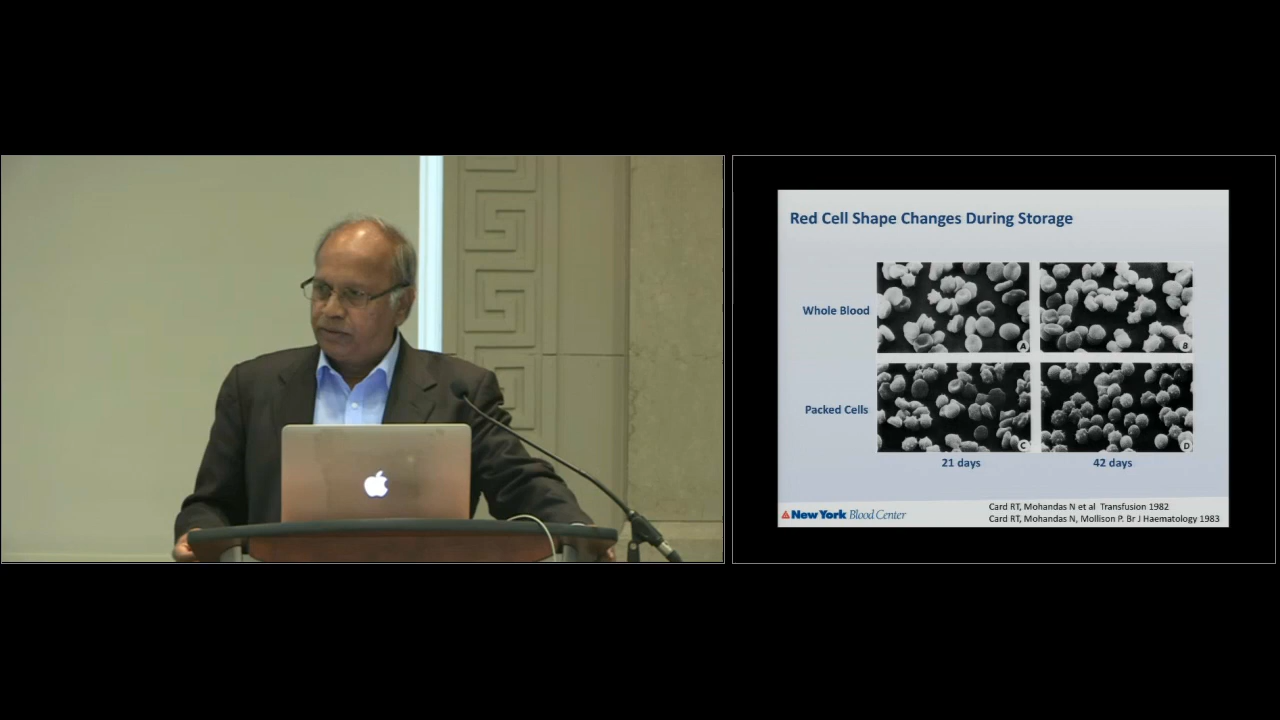 Red Cell Shape Changes During Storage
Whole Blood
A
B
Packed Cells
C
D
21 days
42 days
New York Blood Center
Card RT, Mohandas N et al Transfusion 1982
Card RT, Mohandas N, Mollison P. Br J Haematology 1983